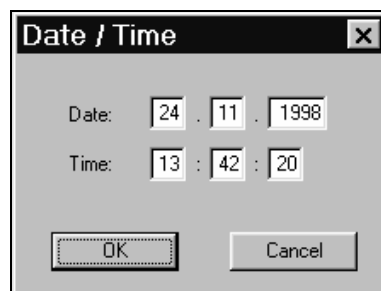 Date / Time
Date: 24 . 11 . 1998
Time: 13 : 42 : 20
OK Cancel